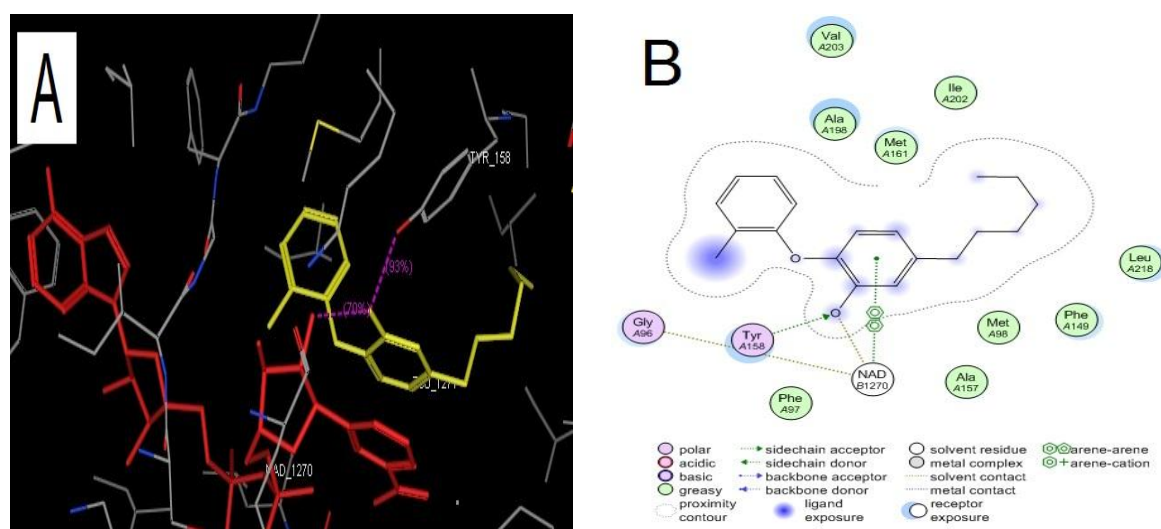 A
TYR_158
(93%)
(70%)
NAD_1270
B
Val
A203
Ile
A202
Ala
A198
Met
A161
O
Leu
A218
Gly
A96
Tyr
A158
O
Met
A98
Phe
A149
NAD
B1270
Ala
A157
Phe
A97
polar
acidic
basic
greasy
proximity
contour
sidechain acceptor
sidechain donor
backbone acceptor
backbone donor
ligand
exposure
solvent residue
metal complex
solvent contact
metal contact
receptor
exposure
arene-arene
arene-cation